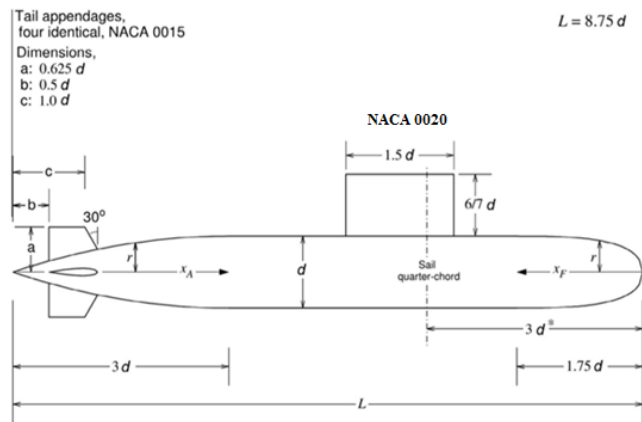 Tail appendages,
four identical, NACA 0015
Dimensions,
a: 0.625 d
b: 0.5 d
c: 1.0 d
L = 8.75 d
NACA 0020
1.5 d
6/7 d
c
b
30°
a
r
x_A
d
Sail
quarter-chord
x_F
r
3 d*
3 d
1.75 d
L